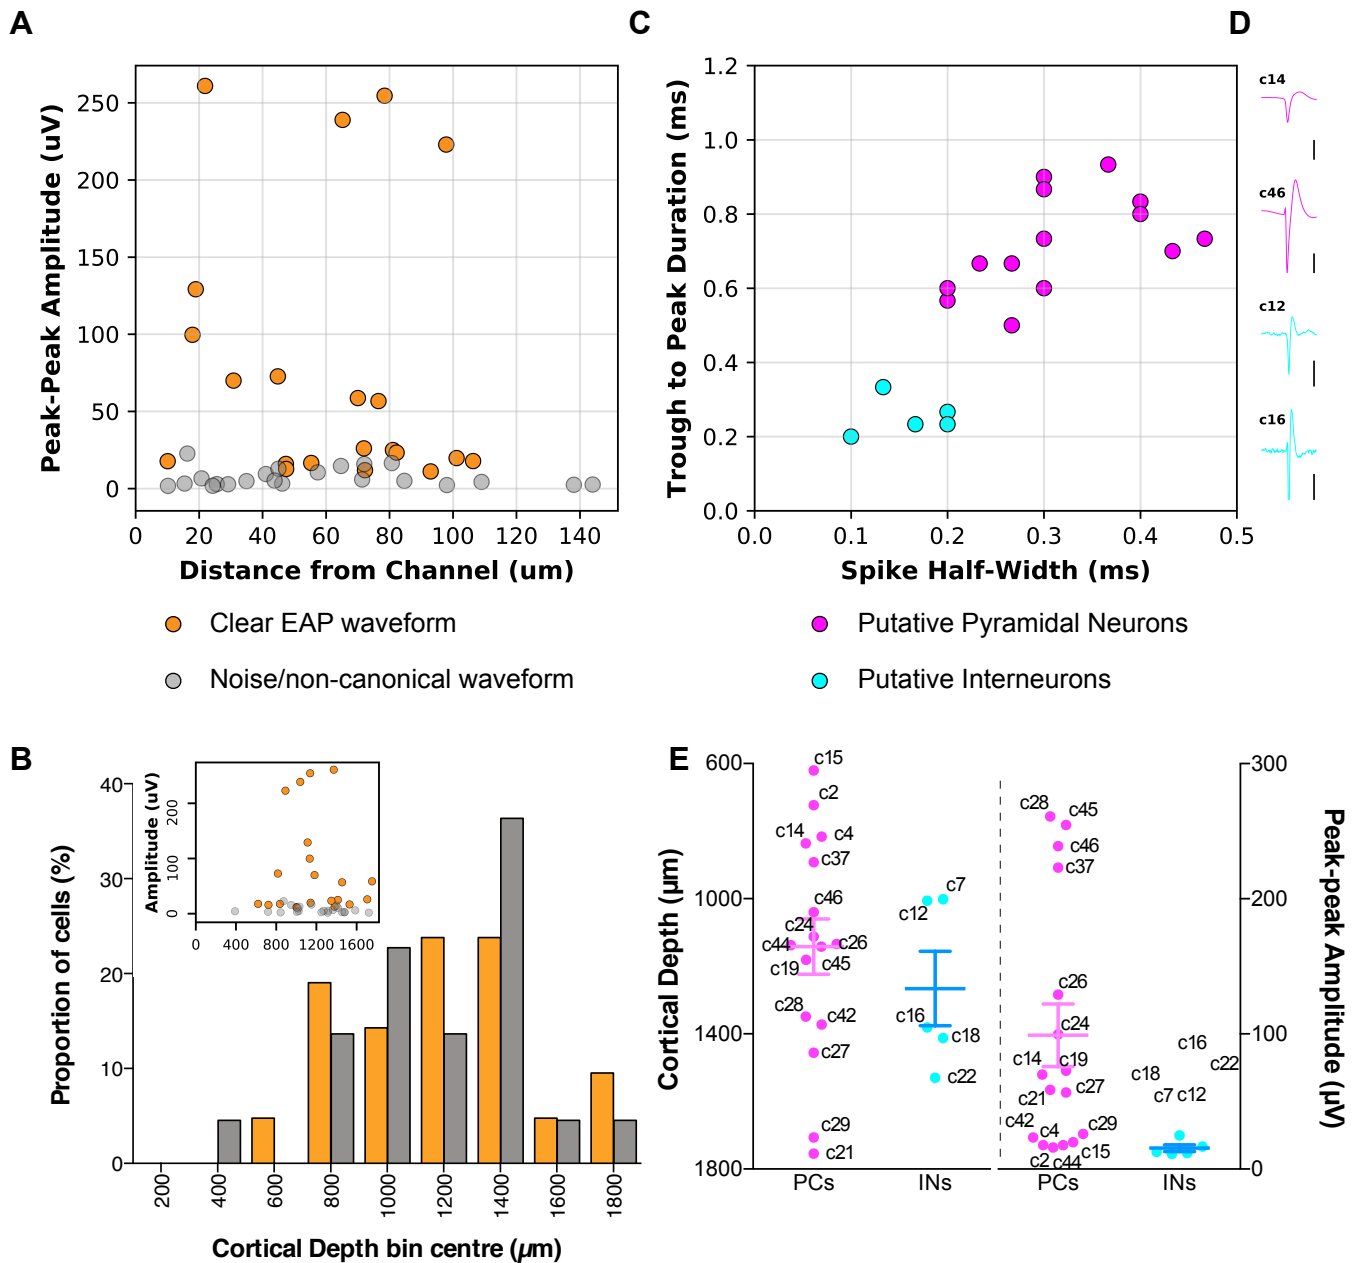 A
Peak-Peak Amplitude (uV)
250
200
150
100
50
0
0 20 40 60 80 100 120 140
Distance from Channel (um)
Clear EAP waveform
Noise/non-canonical waveform
C
Trough to Peak Duration (ms)
1.2
1.0
0.8
0.6
0.4
0.2
0.0
0.0 0.1 0.2 0.3 0.4 0.5
Spike Half-Width (ms)
Putative Pyramidal Neurons
Putative Interneurons
D
c14
c46
c12
c16
B
Proportion of cells (%)
40
30
20
10
0
200 400 600 800 1000 1200 1400 1600 1800
Cortical Depth bin centre (µm)
Amplitude (uV)
200
100
0
0 400 800 1200 1600
E
Cortical Depth (µm)
600
1000
1400
1800
c15
c2
c14 c4
c37
c46
c24
c44 c26
c19 c45
c28 c42
c27
c29
c21
c7
c12
c16
c18
c22
PCs INs
c28 c45
c46
c37
c26
c24
c14 c19
c21 c27
c42 c4 c29
c2 c44 c15
c16
c18 c22
c7 c12
PCs INs
300
200
100
0
Peak-peak Amplitude (µV)